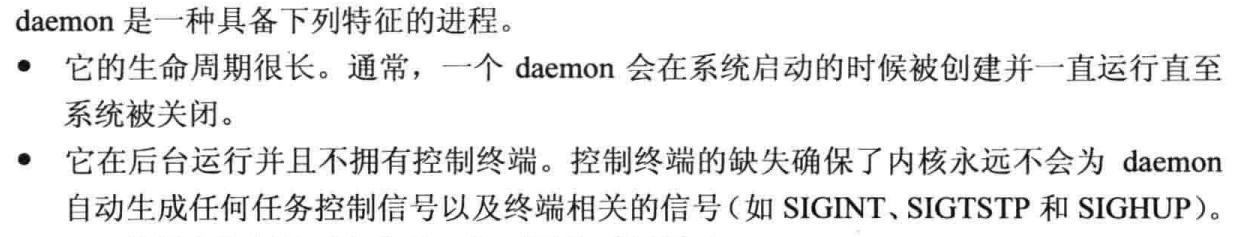 daemon 是一种具备下列特征的进程。
● 它的生命周期很长。通常，一个 daemon 会在系统启动的时候被创建并一直运行直至
系统被关闭。
● 它在后台运行并且不拥有控制终端。控制终端的缺失确保了内核永远不会为 daemon
自动生成任何任务控制信号以及终端相关的信号（如 SIGINT、SIGTSTP 和 SIGHUP）。